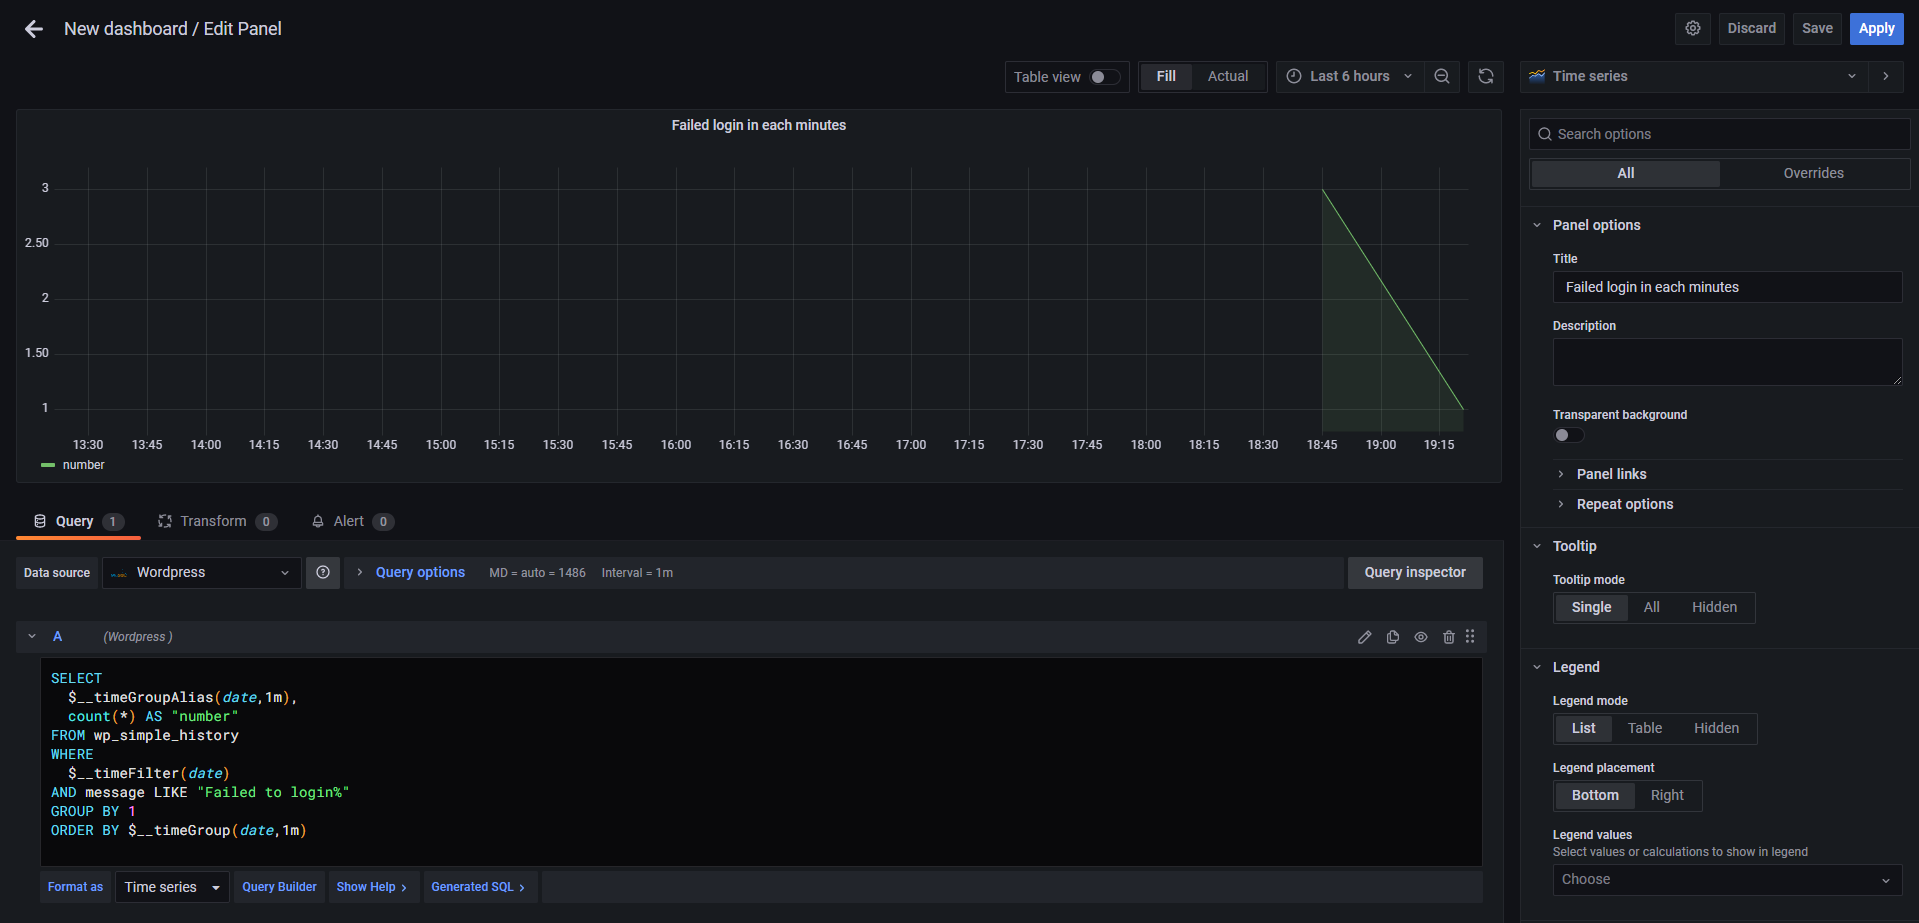 New dashboard / Edit Panel
Discard
Save
Apply
Table view
Fill
Actual
Last 6 hours
Time series
Failed login in each minutes
3
2.50
2
1.50
1
13:30 13:45 14:00 14:15 14:30 14:45 15:00 15:15 15:30 15:45 16:00 16:15 16:30 16:45 17:00 17:15 17:30 17:45 18:00 18:15 18:30 18:45 19:00 19:15
number
Query 1
Transform 0
Alert 0
Data source
Wordpress
Query options
MD = auto = 1486
Interval = 1m
Query inspector
A
(Wordpress )
SELECT
$__timeGroupAlias(date,1m),
count(*) AS "number"
FROM wp_simple_history
WHERE
$__timeFilter(date)
AND message LIKE "Failed to login%"
GROUP BY 1
ORDER BY $__timeGroup(date,1m)
Format as
Time series
Query Builder
Show Help >
Generated SQL >
Search options
All
Overrides
Panel options
Title
Failed login in each minutes
Description
Transparent background
Panel links
Repeat options
Tooltip
Tooltip mode
Single
All
Hidden
Legend
Legend mode
List
Table
Hidden
Legend placement
Bottom
Right
Legend values
Select values or calculations to show in legend
Choose